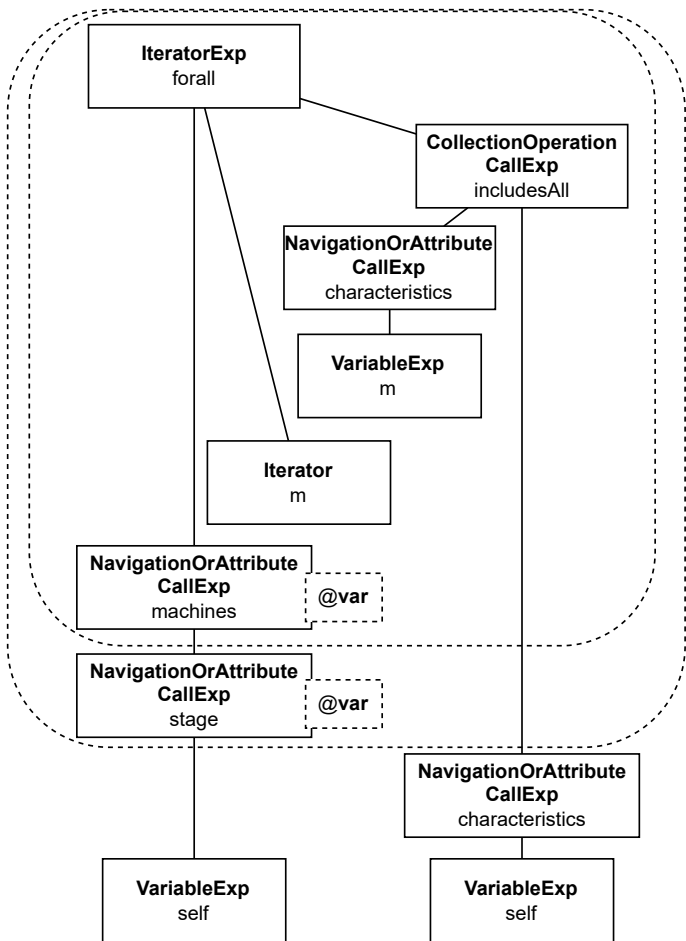 IteratorExp
forall
CollectionOperation
CallExp
includesAll
NavigationOrAttribute
CallExp
characteristics
VariableExp
m
Iterator
m
NavigationOrAttribute
CallExp
machines
@var
NavigationOrAttribute
CallExp
stage
@var
NavigationOrAttribute
CallExp
characteristics
VariableExp
self
VariableExp
self